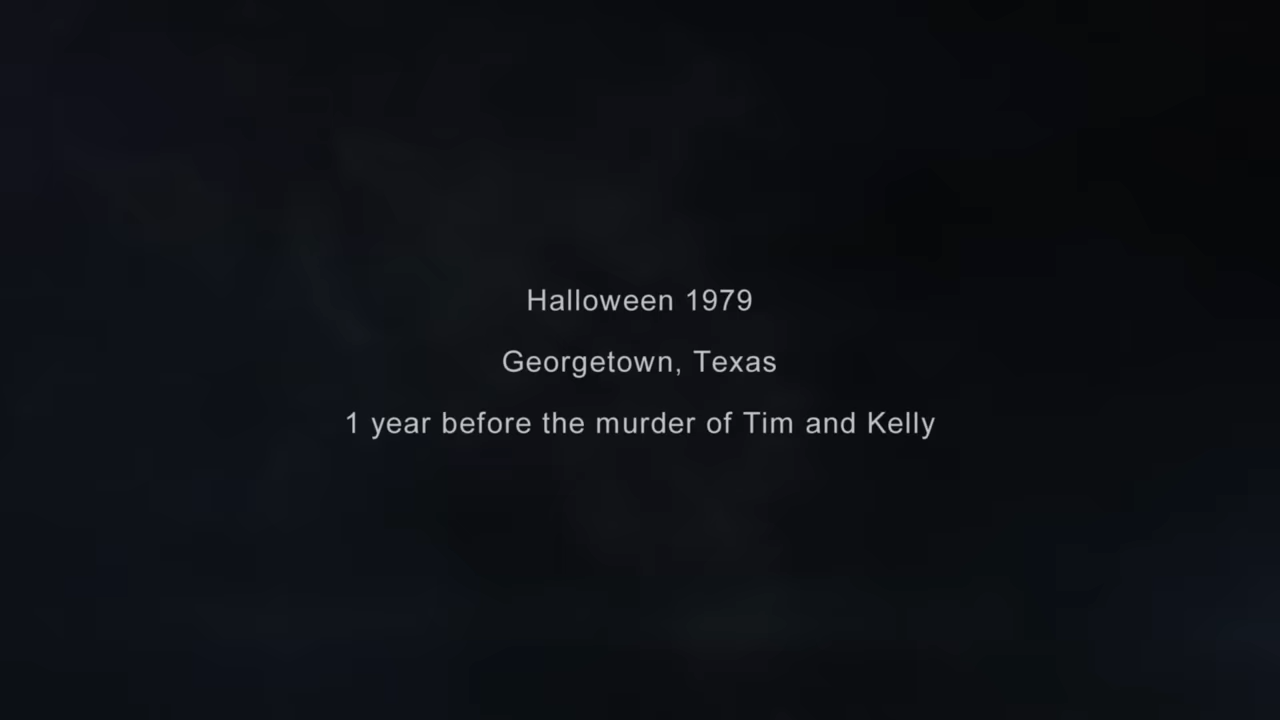 Halloween 1979
Georgetown, Texas
1 year before the murder of Tim and Kelly